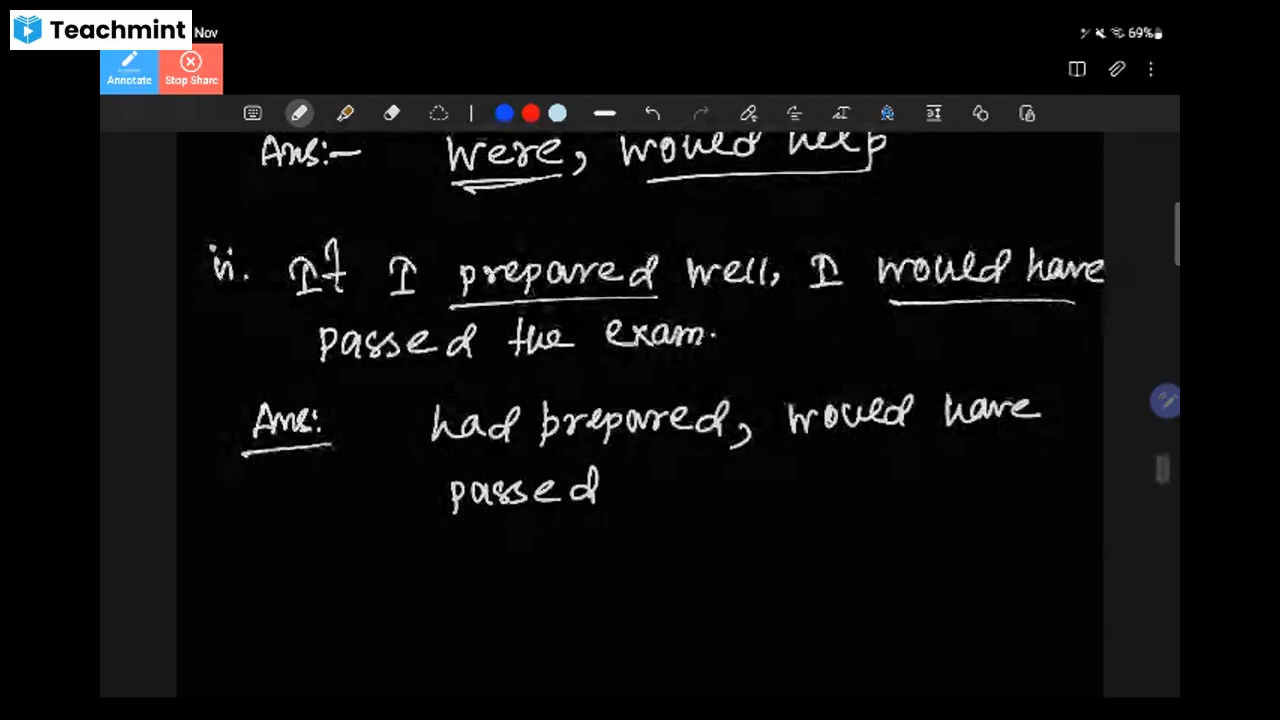 Teachmint
Nov
69%
Annotate
Stop Share
Ans:- were, would help
ii. If I prepared well, I would have
passed the exam.
Ans: had prepared, would have
passed